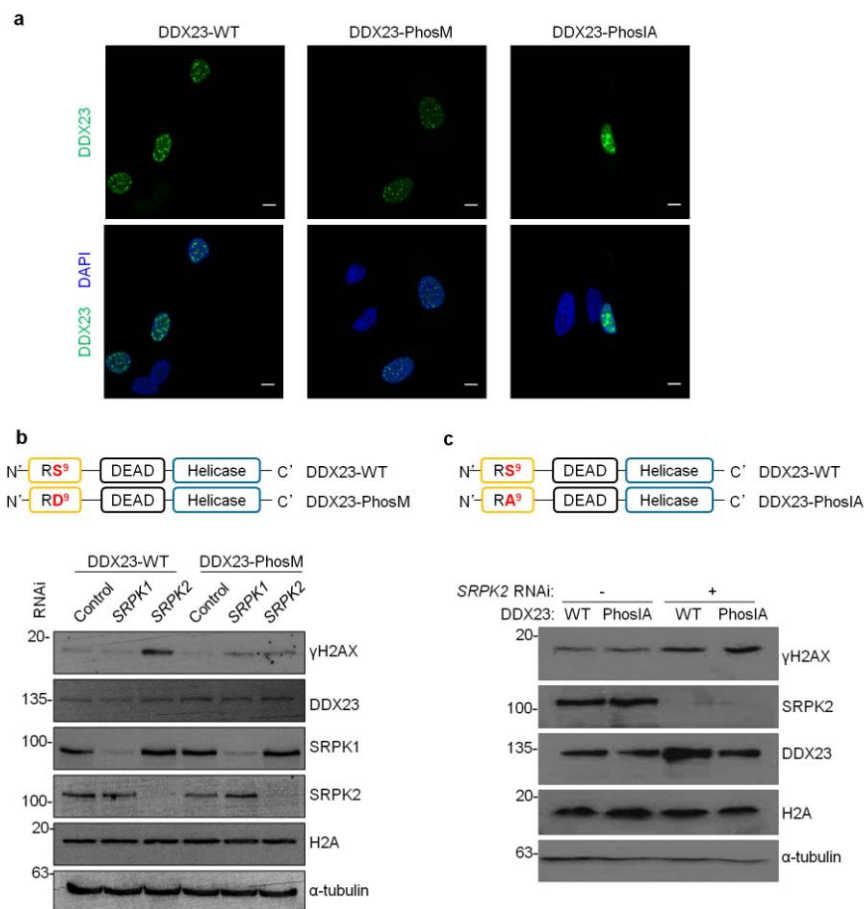 a
DDX23-WT DDX23-PhosM DDX23-PhosIA
DDX23
DDX23 DAPI
b
N' RS⁹ DEAD Helicase C' DDX23-WT
N' RD⁹ DEAD Helicase C' DDX23-PhosM
DDX23-WT DDX23-PhosM
RNAi Control SRPK1 SRPK2 Control SRPK1 SRPK2
20- γH2AX
135- DDX23
100- SRPK1
100- SRPK2
20- H2A
63- α-tubulin
c
N' RS⁹ DEAD Helicase C' DDX23-WT
N' RA⁹ DEAD Helicase C' DDX23-PhosIA
SRPK2 RNAi: - +
DDX23: WT PhosIA WT PhosIA
20- γH2AX
100- SRPK2
135- DDX23
20- H2A
63- α-tubulin